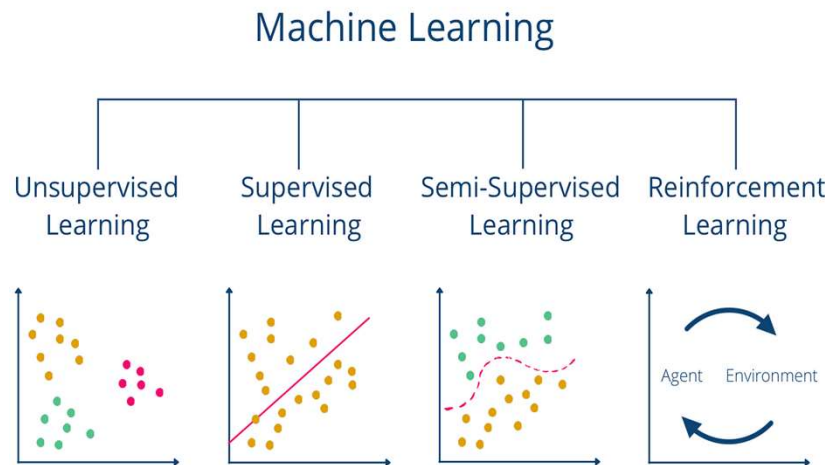 Machine Learning
Unsupervised
Learning
Supervised
Learning
Semi-Supervised
Learning
Reinforcement
Learning
Agent
Environment